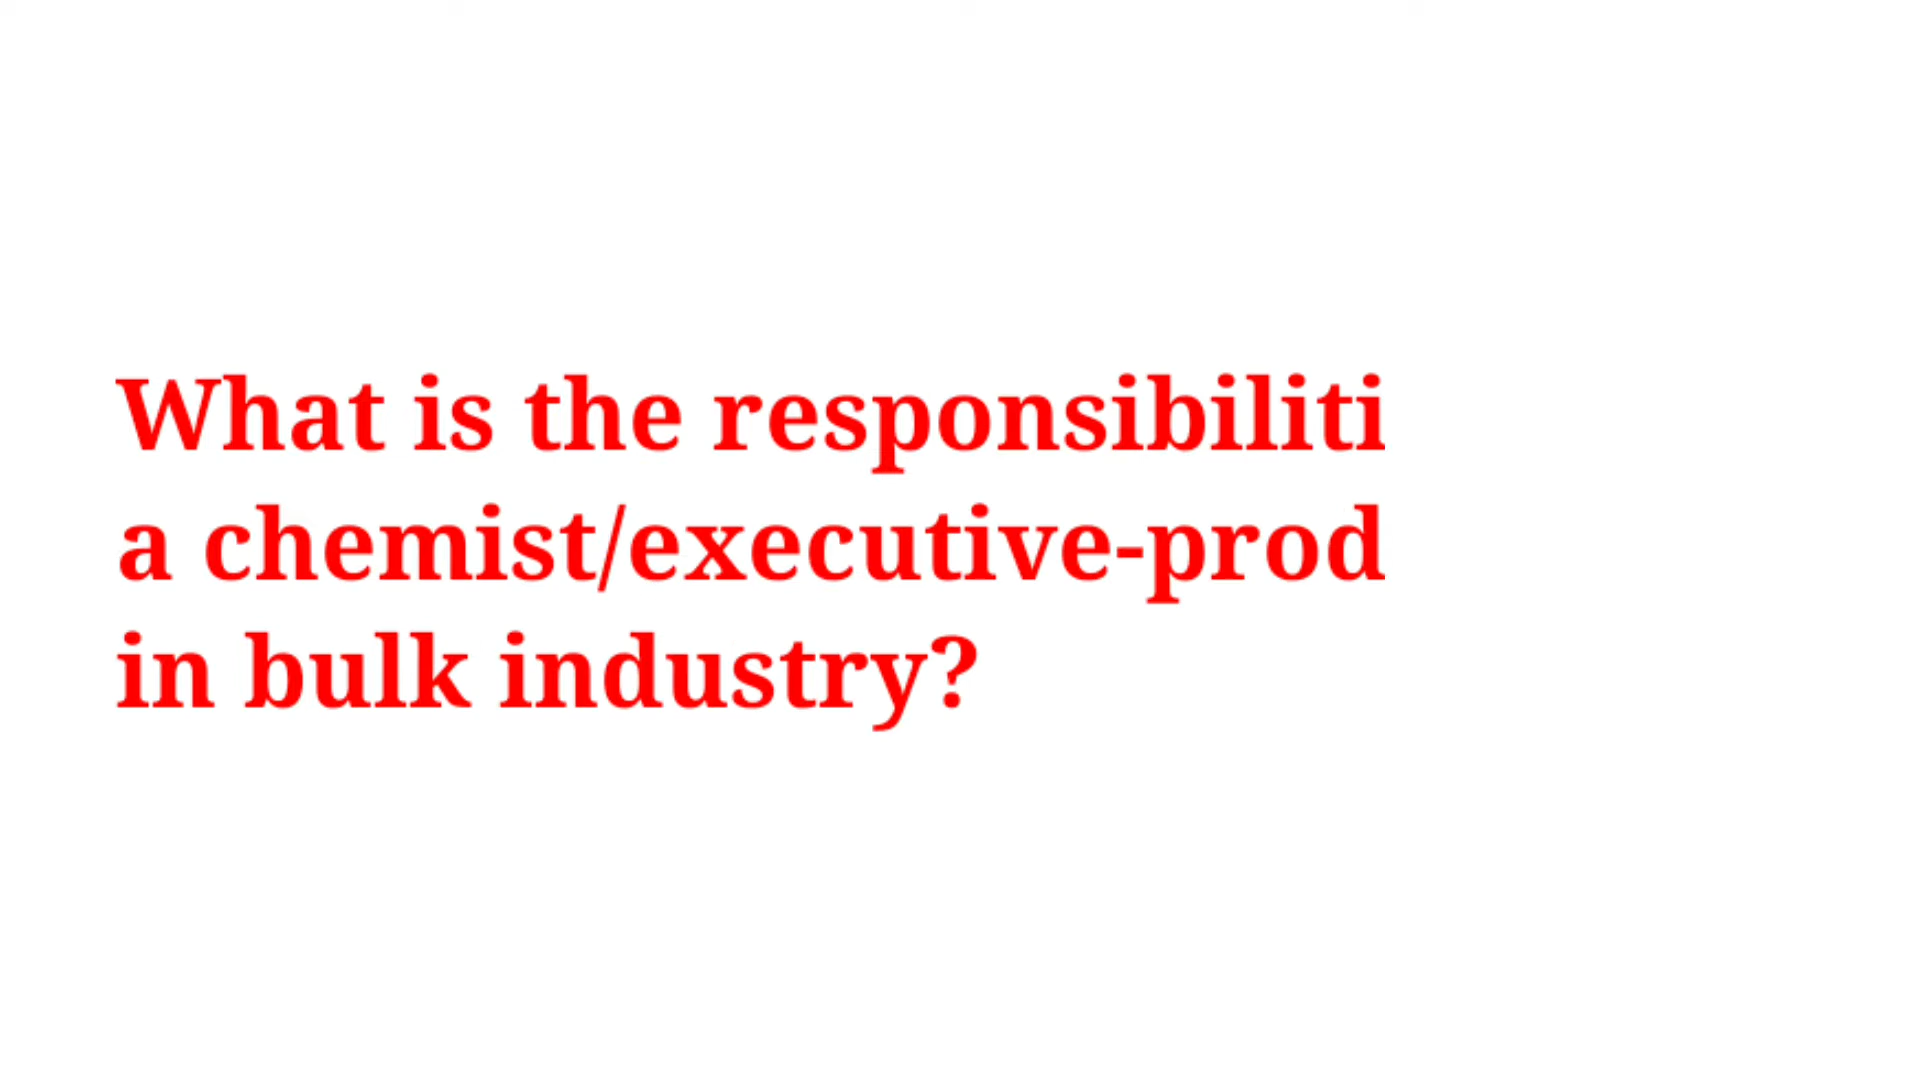 What is the responsibiliti
a chemist/executive-prod
in bulk industry?